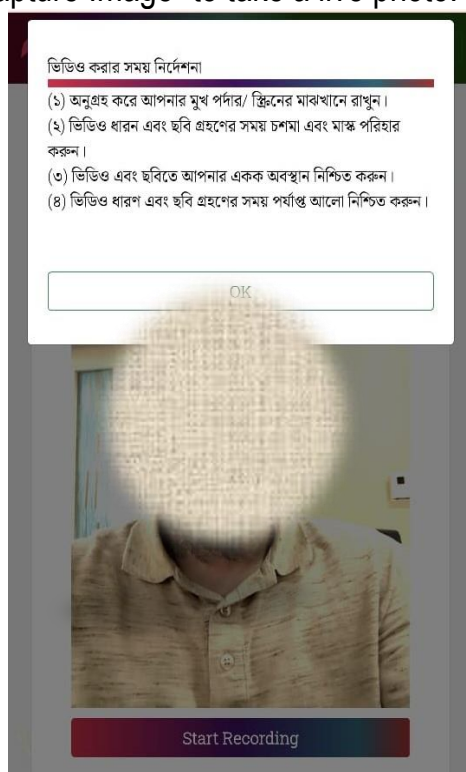 apture Image" to take a live photo.
ভিডিও করার সময় নির্দেশনা
(১) অনুগ্রহ করে আপনার মুখ পর্দার/ স্ক্রিনের মাঝখানে রাখুন।
(২) ভিডিও ধারন এবং ছবি গ্রহণের সময় চশমা এবং মাস্ক পরিহার
করুন।
(৩) ভিডিও এবং ছবিতে আপনার একক অবস্থান নিশ্চিত করুন।
(৪) ভিডিও ধারণ এবং ছবি গ্রহণের সময় পর্যাপ্ত আলো নিশ্চিত করুন।
OK
Start Recording